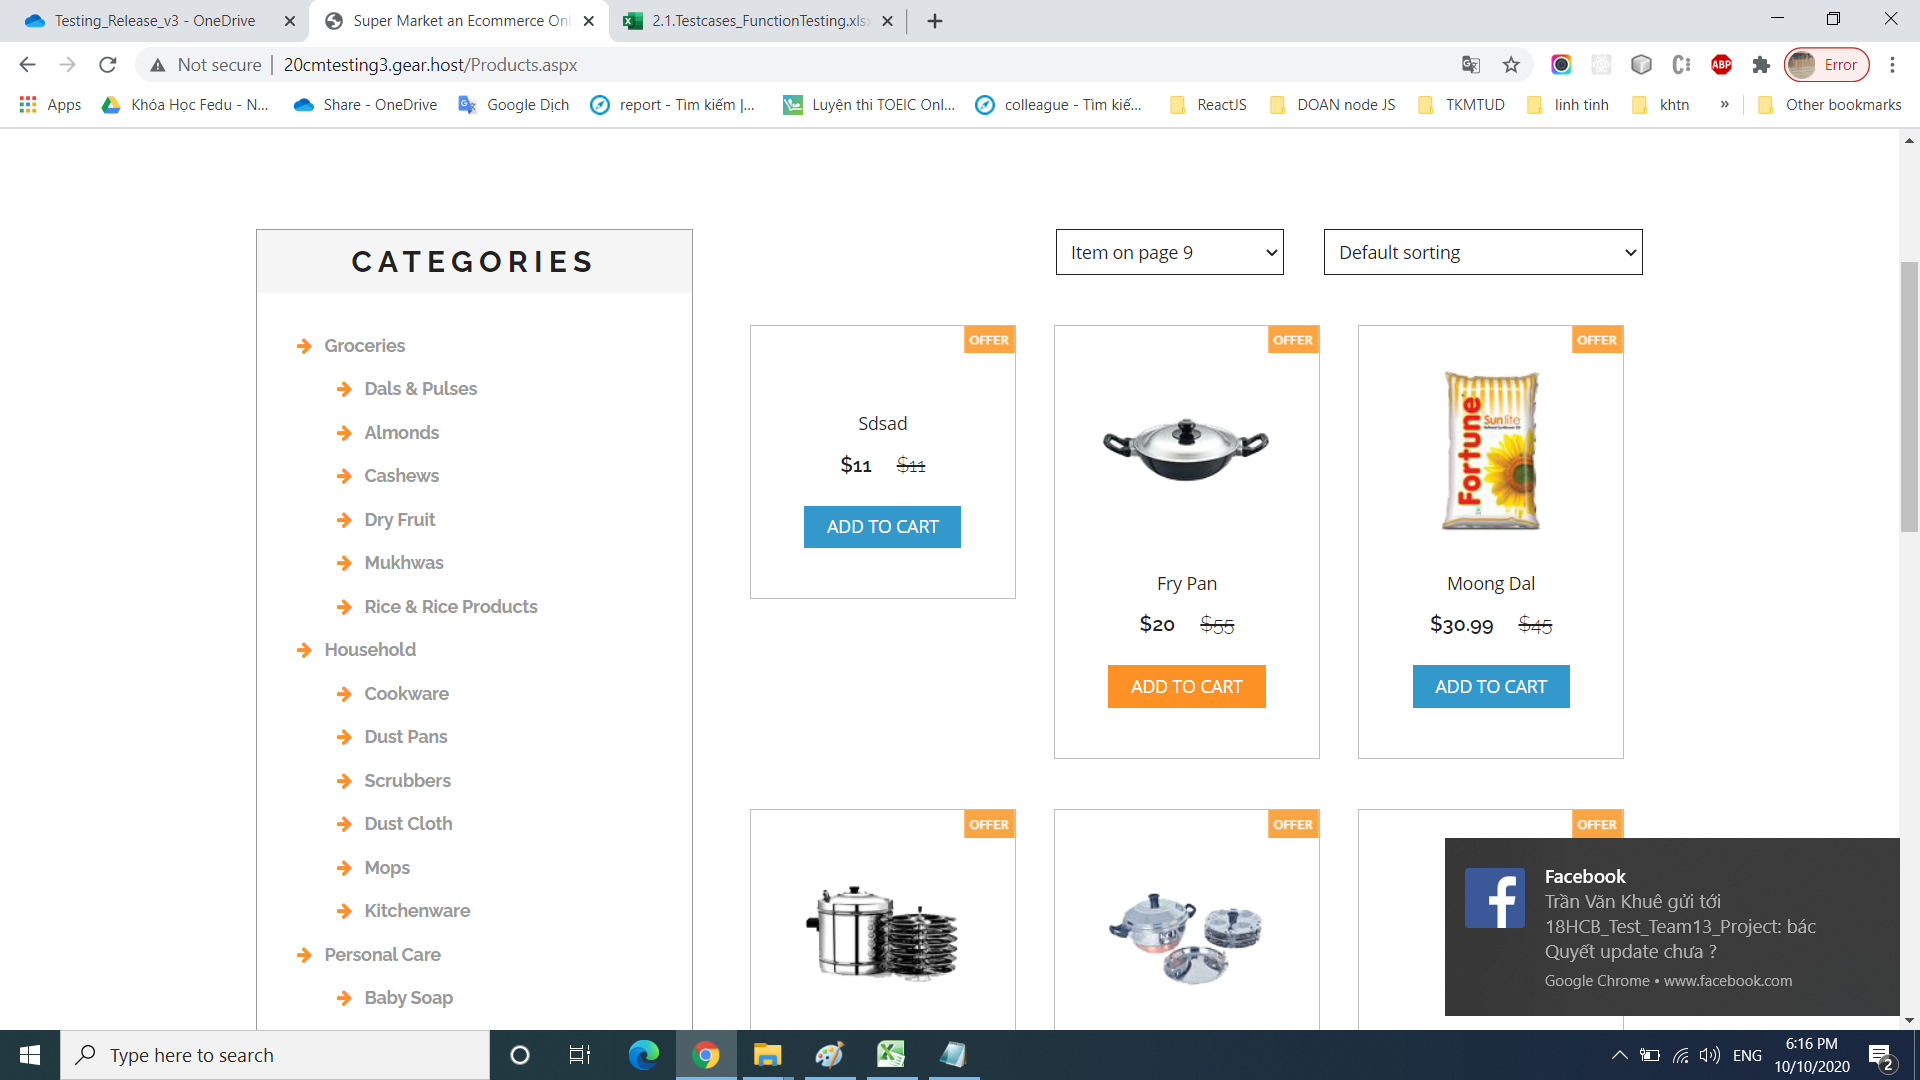 Testing_Release_v3 - OneDrive
Super Market an Ecommerce Onl
2.1.Testcases_FunctionTesting.xlsx
Not secure
20cmtesting3.gear.host/Products.aspx
ABP
Error
Apps
Khóa Học Fedu - N...
Share - OneDrive
Google Dịch
report - Tìm kiếm |...
Luyện thi TOEIC Onl...
colleague - Tìm kiế...
ReactJS
DOAN node JS
TKMTUD
linh tinh
khtn
»
Other bookmarks
CATEGORIES
Groceries
Dals & Pulses
Almonds
Cashews
Dry Fruit
Mukhwas
Rice & Rice Products
Household
Cookware
Dust Pans
Scrubbers
Dust Cloth
Mops
Kitchenware
Personal Care
Baby Soap
Item on page 9
Default sorting
OFFER
Sdsad
$11 $11
ADD TO CART
OFFER
Fry Pan
$20 $55
ADD TO CART
OFFER
Fortune
Sunlite
Moong Dal
$30.99 $45
ADD TO CART
OFFER
OFFER
OFFER
Facebook
Trần Văn Khuê gửi tới
18HCB_Test_Team13_Project: bác
Quyết update chưa ?
Google Chrome • www.facebook.com
Type here to search
ENG
6:16 PM
10/10/2020
2